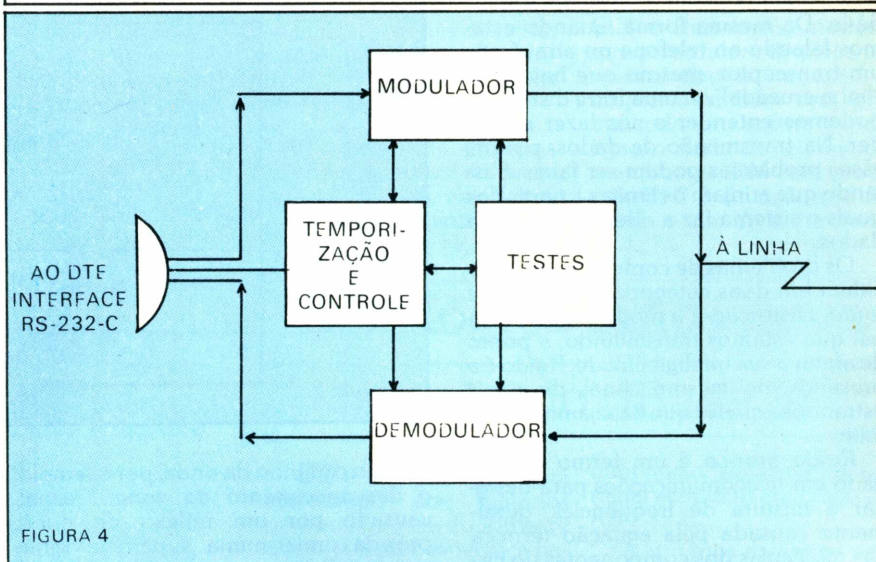 MODULADOR
TEMPORI-
ZAÇÃO
E
CONTROLE
TESTES
À LINHA
AO DTE
INTERFACE
RS-232-C
DEMODULADOR
FIGURA 4